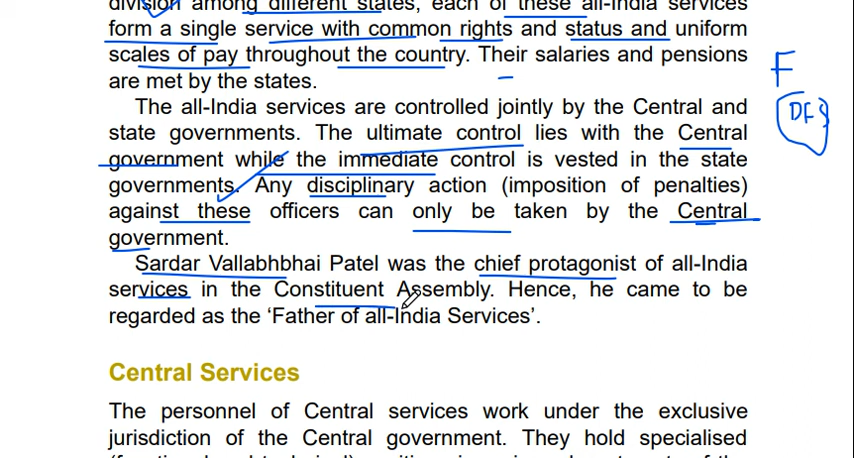 division among different states, each of these all-India services
form a single service with common rights and status and uniform
scales of pay throughout the country. Their salaries and pensions
are met by the states.
The all-India services are controlled jointly by the Central and
state governments. The ultimate control lies with the Central
government while the immediate control is vested in the state
governments. Any disciplinary action (imposition of penalties)
against these officers can only be taken by the Central
government.
Sardar Vallabhbhai Patel was the chief protagonist of all-India
services in the Constituent Assembly. Hence, he came to be
regarded as the ‘Father of all-India Services’.
F
Central Services
The personnel of Central services work under the exclusive
jurisdiction of the Central government. They hold specialised